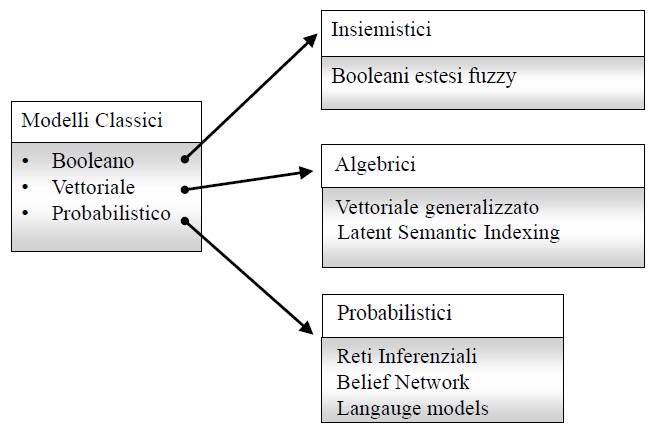 Modelli Classici
• Booleano
• Vettoriale
• Probabilistico
Insiemistici
Booleani estesi fuzzy
Algebrici
Vettoriale generalizzato
Latent Semantic Indexing
Probabilistici
Reti Inferenziali
Belief Network
Langauge models